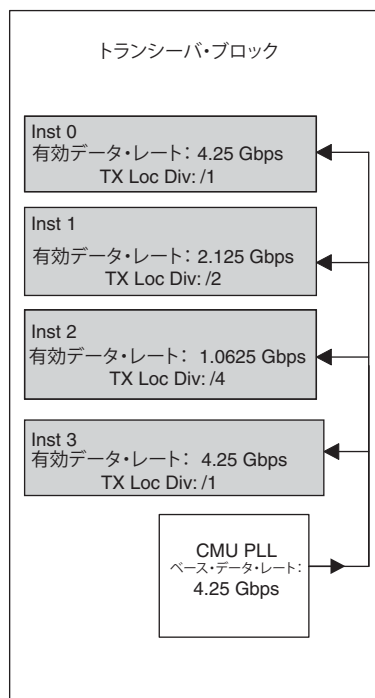 トランシーバ・ブロック
Inst 0
有効データ・レート： 4.25 Gbps
TX Loc Div: /1
Inst 1
有効データ・レート： 2.125 Gbps
TX Loc Div: /2
Inst 2
有効データ・レート： 1.0625 Gbps
TX Loc Div: /4
Inst 3
有効データ・レート： 4.25 Gbps
TX Loc Div: /1
CMU PLL
ベース・データ・レート：
4.25 Gbps